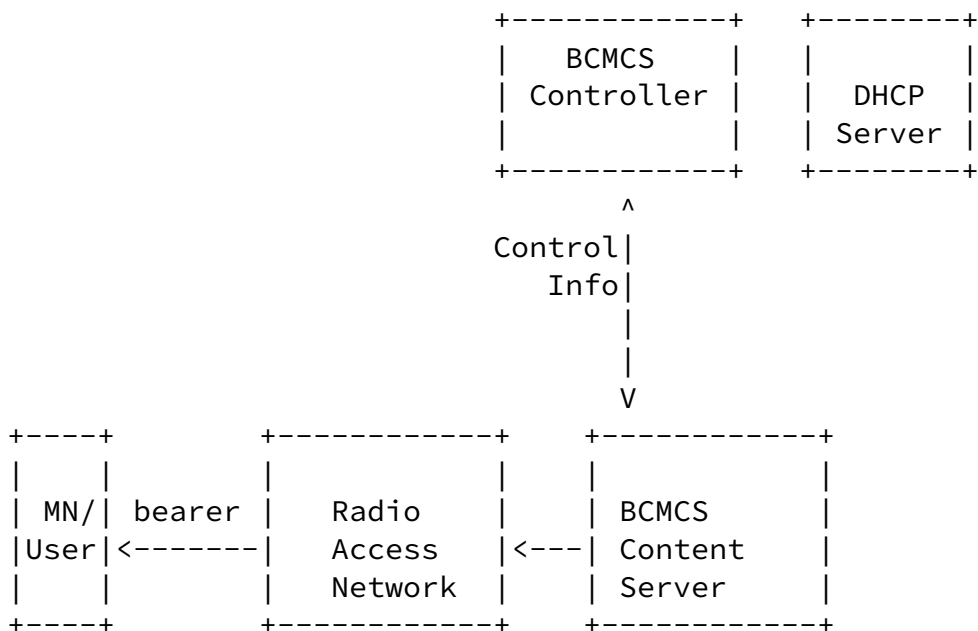 +------------+   +--------+
|   BCMCS    |   |        |
| Controller |   |  DHCP  |
|            |   | Server |
+------------+   +--------+
       ^
Control|
   Info|
       |
       |
       V
+----+        +------------+    +------------+
|    |        |            |    |            |
| MN/| bearer |   Radio    |    | BCMCS      |
|User|<-------|   Access   |<---| Content    |
|    |        |   Network  |    | Server     |
+----+        +------------+    +------------+